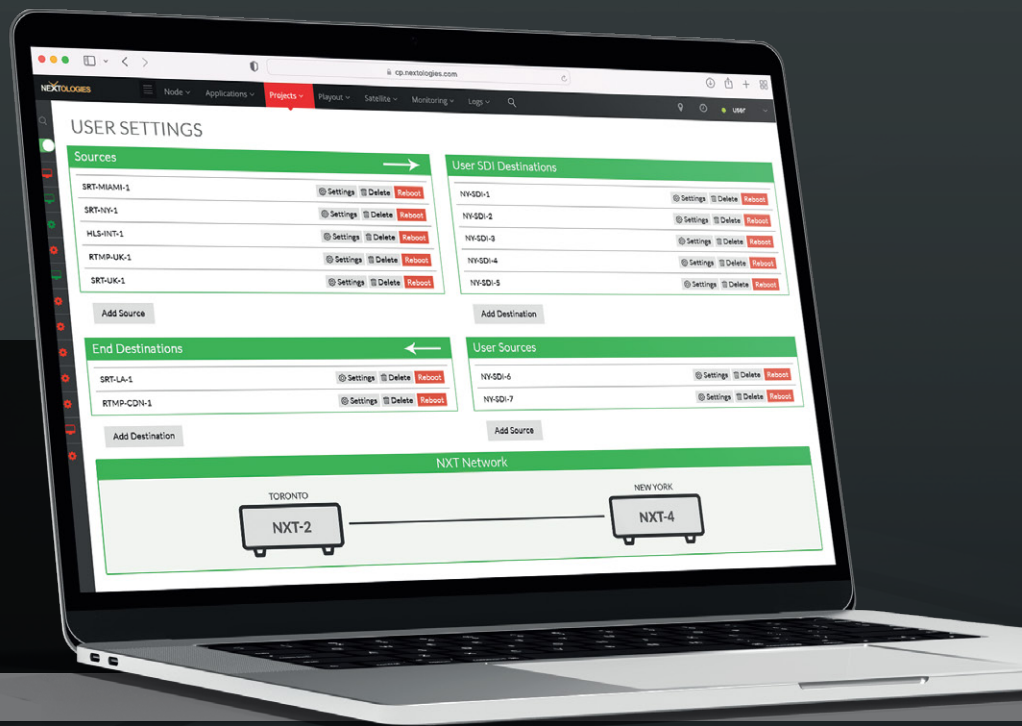 cp.nextologies.com
NEXTOLOGIES
Node
Applications
Projects
Playout
Satellite
Monitoring
Logs
user
USER SETTINGS
Sources
SRT-MIAMI-1 Settings Delete Reboot
SRT-NY-1 Settings Delete Reboot
HLS-INT-1 Settings Delete Reboot
RTMP-UK-1 Settings Delete Reboot
SRT-UK-1 Settings Delete Reboot
Add Source
User SDI Destinations
NY-SDI-1 Settings Delete Reboot
NY-SDI-2 Settings Delete Reboot
NY-SDI-3 Settings Delete Reboot
NY-SDI-4 Settings Delete Reboot
NY-SDI-5 Settings Delete Reboot
Add Destination
End Destinations
SRT-LA-1 Settings Delete Reboot
RTMP-CDN-1 Settings Delete Reboot
Add Destination
User Sources
NY-SDI-6 Settings Delete Reboot
NY-SDI-7 Settings Delete Reboot
Add Source
NXT Network
TORONTO
NXT-2
NEW YORK
NXT-4